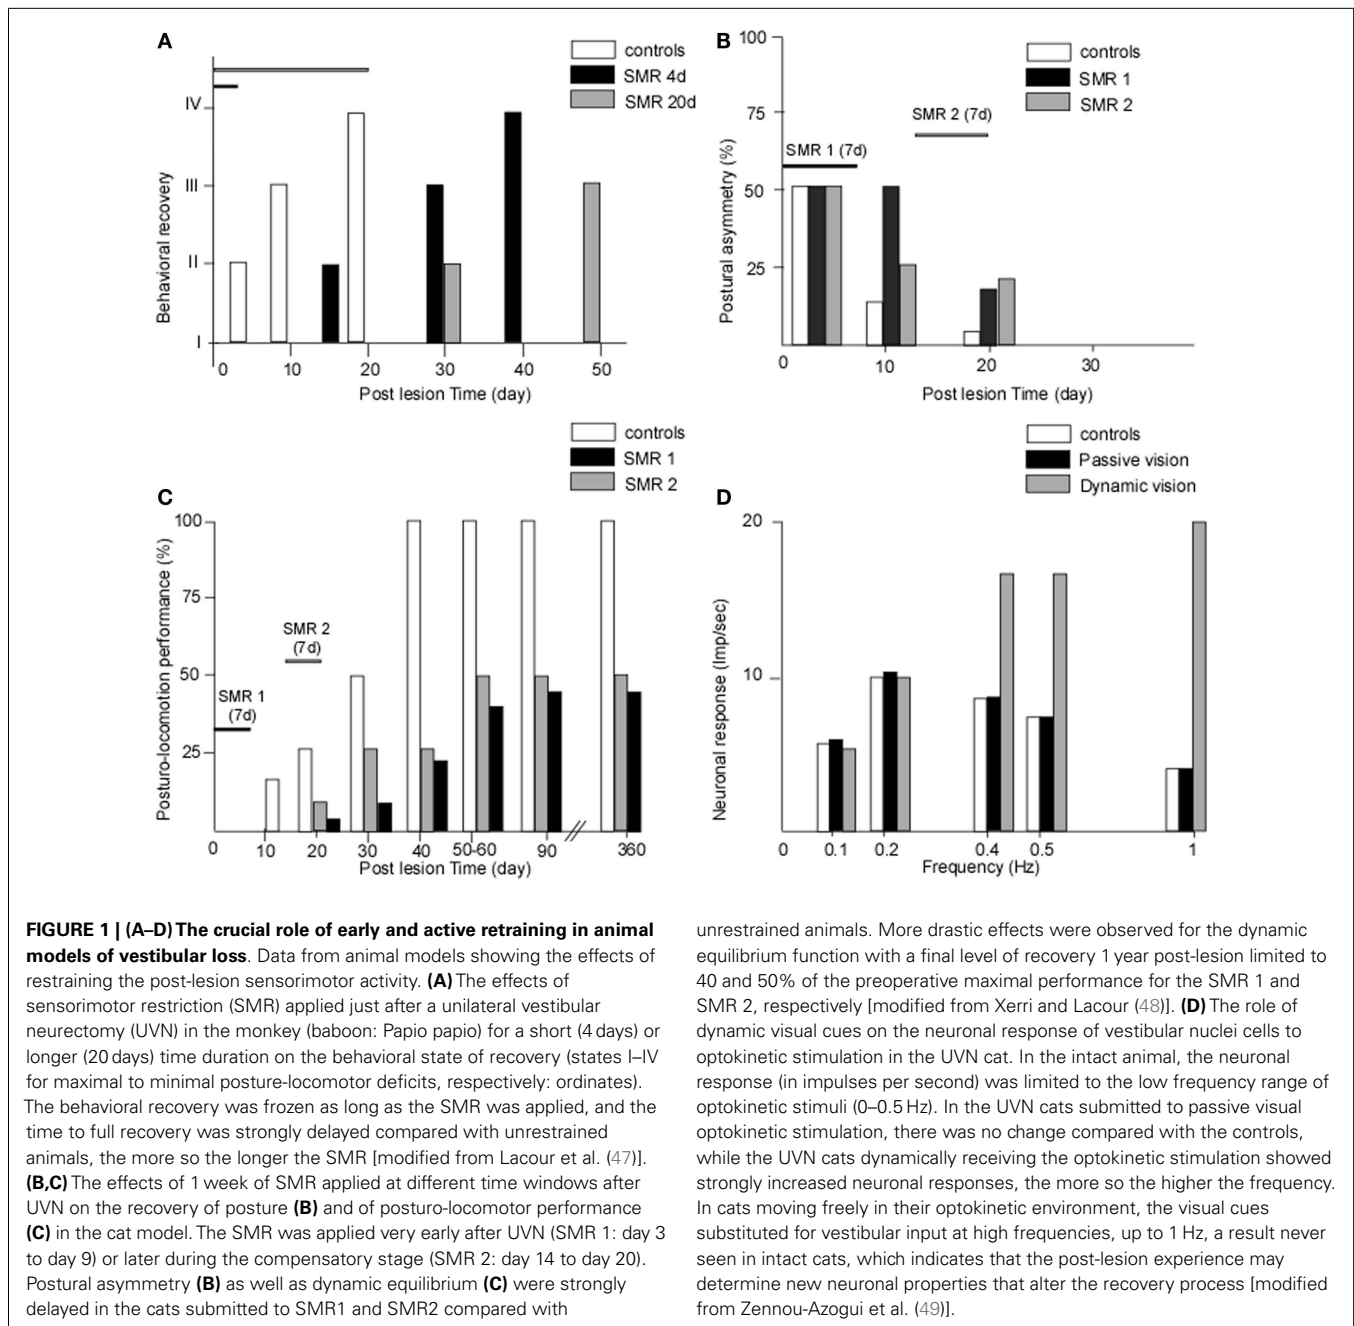 A
controls
SMR 4d
SMR 20d
IV
III
II
I
Behavioral recovery
0 10 20 30 40 50
Post lesion Time (day)
B
controls
SMR 1
SMR 2
100
75
50
25
SMR 1 (7d)
SMR 2 (7d)
Postural asymmetry (%)
0 10 20 30
Post lesion Time (day)
C
controls
SMR 1
SMR 2
100
75
50
25
SMR 1
(7d)
SMR 2
(7d)
Posturo-locomotion performance (%)
0 10 20 30 40 50-60 90 360
Post lesion Time (day)
D
controls
Passive vision
Dynamic vision
20
10
Neuronal response (Imp/sec)
0 0.1 0.2 0.4 0.5 1
Frequency (Hz)
FIGURE 1 | (A–D) The crucial role of early and active retraining in animal
models of vestibular loss. Data from animal models showing the effects of
restraining the post-lesion sensorimotor activity. (A) The effects of
sensorimotor restriction (SMR) applied just after a unilateral vestibular
neurectomy (UVN) in the monkey (baboon: Papio papio) for a short (4 days) or
longer (20 days) time duration on the behavioral state of recovery (states I–IV
for maximal to minimal posture-locomotor deficits, respectively: ordinates).
The behavioral recovery was frozen as long as the SMR was applied, and the
time to full recovery was strongly delayed compared with unrestrained
animals, the more so the longer the SMR [modified from Lacour et al. (47)].
(B,C) The effects of 1 week of SMR applied at different time windows after
UVN on the recovery of posture (B) and of posturo-locomotor performance
(C) in the cat model. The SMR was applied very early after UVN (SMR 1: day 3
to day 9) or later during the compensatory stage (SMR 2: day 14 to day 20).
Postural asymmetry (B) as well as dynamic equilibrium (C) were strongly
delayed in the cats submitted to SMR1 and SMR2 compared with
unrestrained animals. More drastic effects were observed for the dynamic
equilibrium function with a final level of recovery 1 year post-lesion limited to
40 and 50% of the preoperative maximal performance for the SMR 1 and
SMR 2, respectively [modified from Xerri and Lacour (48)]. (D) The role of
dynamic visual cues on the neuronal response of vestibular nuclei cells to
optokinetic stimulation in the UVN cat. In the intact animal, the neuronal
response (in impulses per second) was limited to the low frequency range of
optokinetic stimuli (0–0.5 Hz). In the UVN cats submitted to passive visual
optokinetic stimulation, there was no change compared with the controls,
while the UVN cats dynamically receiving the optokinetic stimulation showed
strongly increased neuronal responses, the more so the higher the frequency.
In cats moving freely in their optokinetic environment, the visual cues
substituted for vestibular input at high frequencies, up to 1 Hz, a result never
seen in intact cats, which indicates that the post-lesion experience may
determine new neuronal properties that alter the recovery process [modified
from Zennou-Azogui et al. (49)].